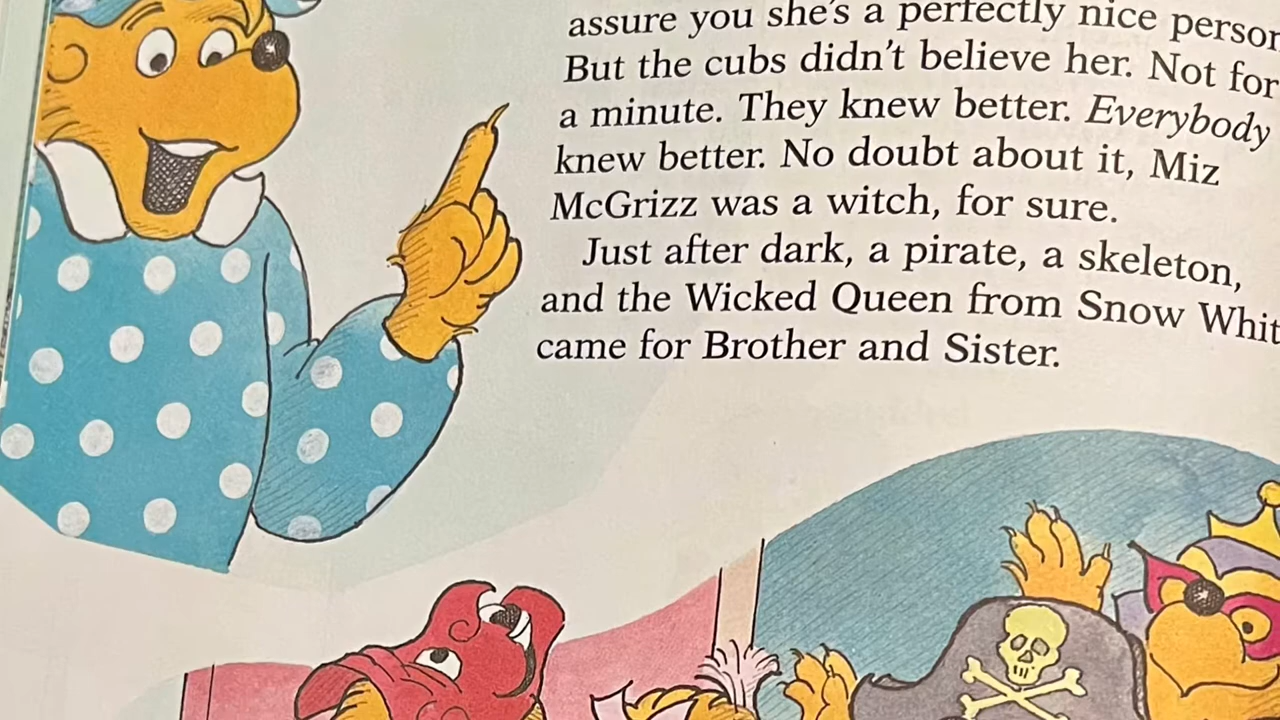 assure you she's a perfectly nice person
But the cubs didn't believe her. Not for
a minute. They knew better. Everybody
knew better. No doubt about it, Miz
McGrizz was a witch, for sure.
Just after dark, a pirate, a skeleton,
and the Wicked Queen from Snow Whit
came for Brother and Sister.